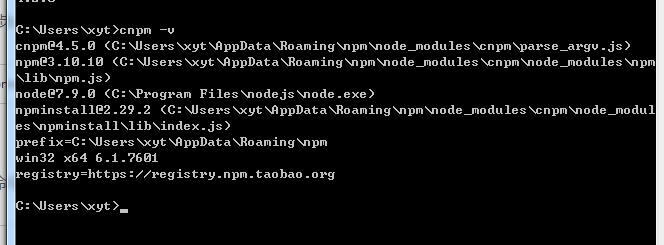 C:\Users\xyt>cnpm -v
cnpm@4.5.0 (C:\Users\xyt\AppData\Roaming\npm\node_modules\cnpm\parse_argv.js)
npm@3.10.10 (C:\Users\xyt\AppData\Roaming\npm\node_modules\cnpm\node_modules\npm
\lib\npm.js)
node@7.9.0 (C:\Program Files\nodejs\node.exe)
npminstall@2.29.2 (C:\Users\xyt\AppData\Roaming\npm\node_modules\cnpm\node_modul
es\npminstall\lib\index.js)
prefix=C:\Users\xyt\AppData\Roaming\npm
win32 x64 6.1.7601
registry=https://registry.npm.taobao.org
C:\Users\xyt>_